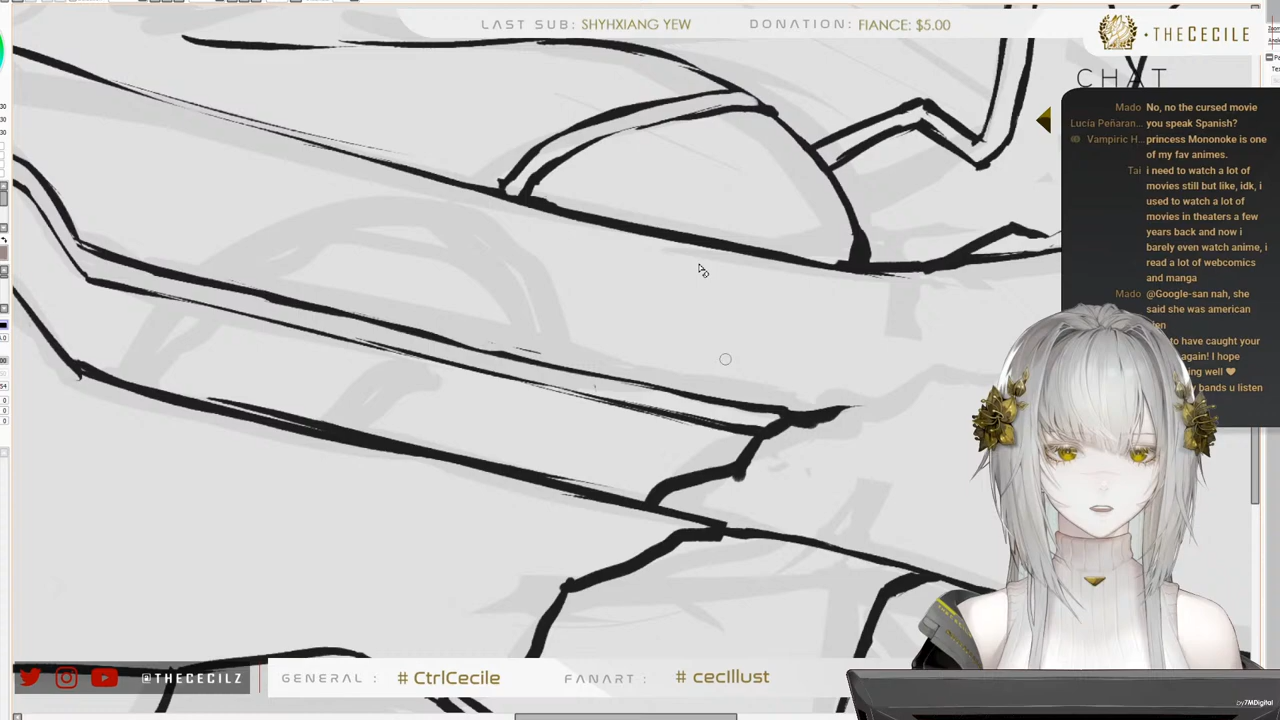 LAST SUB: SHYHXIANG YEW
DONATION: FIANCE: $5.00
·THECECILE
CHAT
Mado No, no the cursed movie
Lucía Peñaran... you speak Spanish?
Vampiric H... princess Mononoke is one
of my fav animes.
Tai i need to watch a lot of
movies still but like, idk, i
used to watch a lot of
movies in theaters a few
years back and now i
barely even watch anime, i
read a lot of webcomics
and manga
Mado @Google-san nah, she
said she was american
to have caught your
again! I hope
well ♥
bands u listen
@THECECILZ
GENERAL : # CtrlCecile
FANART : # cecIllust
by7MDigital